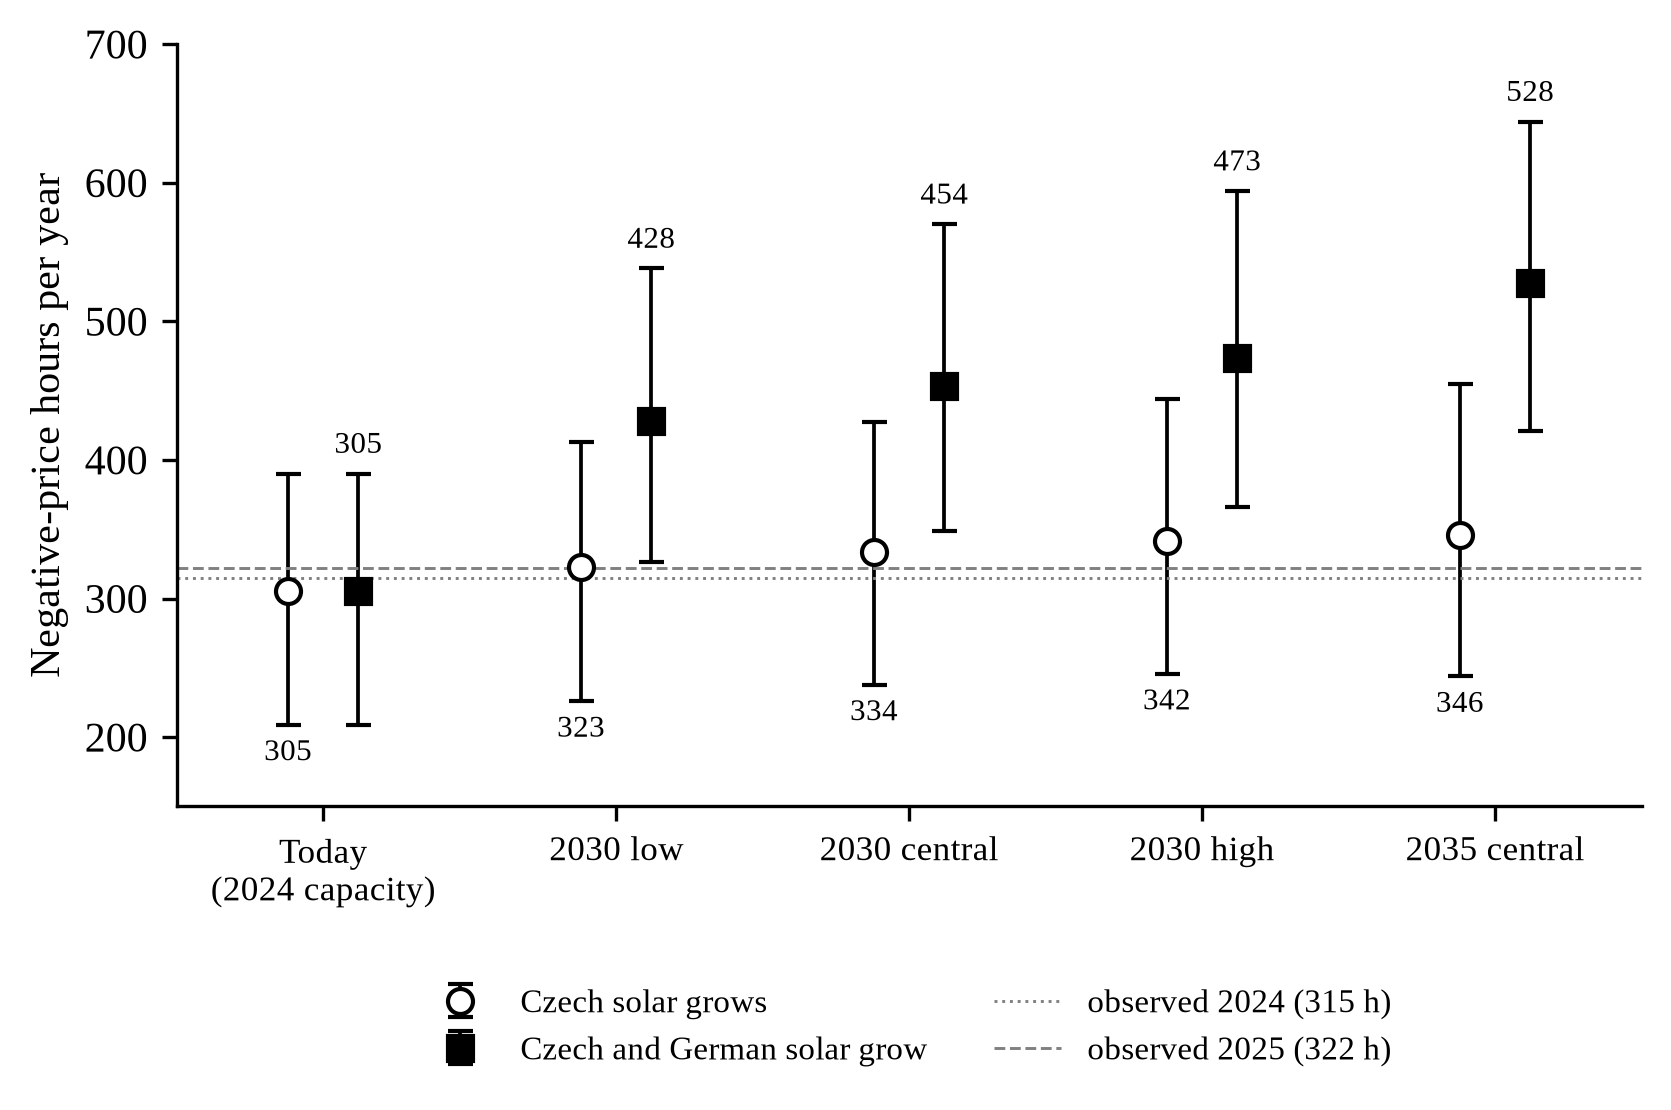 Negative-price hours per year
700
600
500
400
300
200
305
305
323
428
334
454
342
473
346
528
Today
(2024 capacity)
2030 low
2030 central
2030 high
2035 central
Czech solar grows
Czech and German solar grow
observed 2024 (315 h)
observed 2025 (322 h)